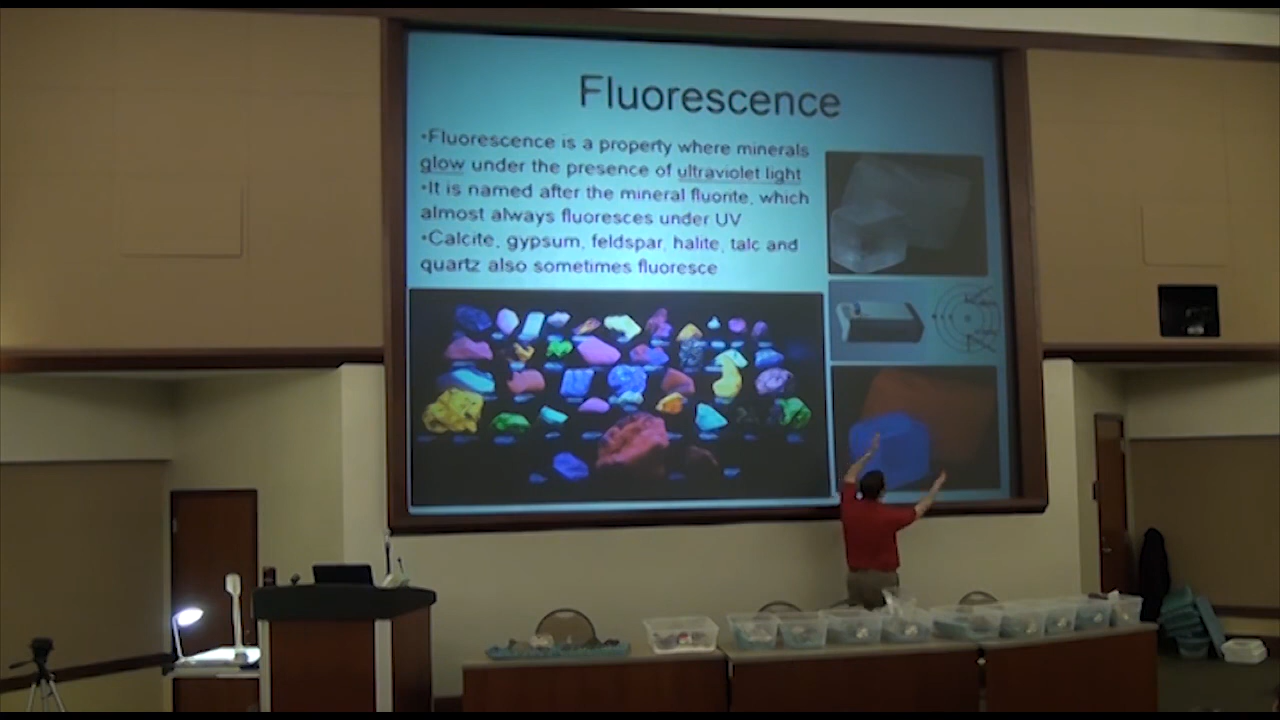 Fluorescence
•Fluorescence is a property where minerals
glow under the presence of ultraviolet light
•It is named after the mineral fluorite, which
almost always fluoresces under UV
•Calcite, gypsum, feldspar, halite, talc and
quartz also sometimes fluoresce